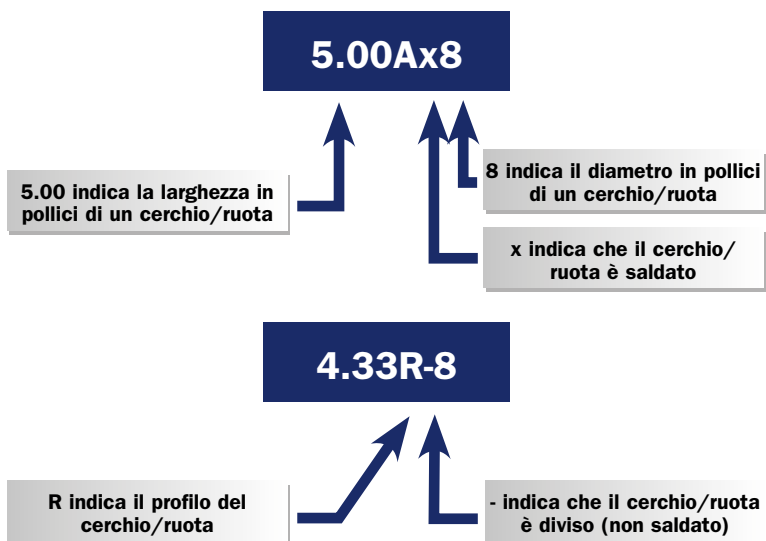 5.00Ax8
5.00 indica la larghezza in
pollici di un cerchio/ruota
8 indica il diametro in pollici
di un cerchio/ruota
x indica che il cerchio/
ruota è saldato
4.33R-8
R indica il profilo del
cerchio/ruota
- indica che il cerchio/ruota
è diviso (non saldato)